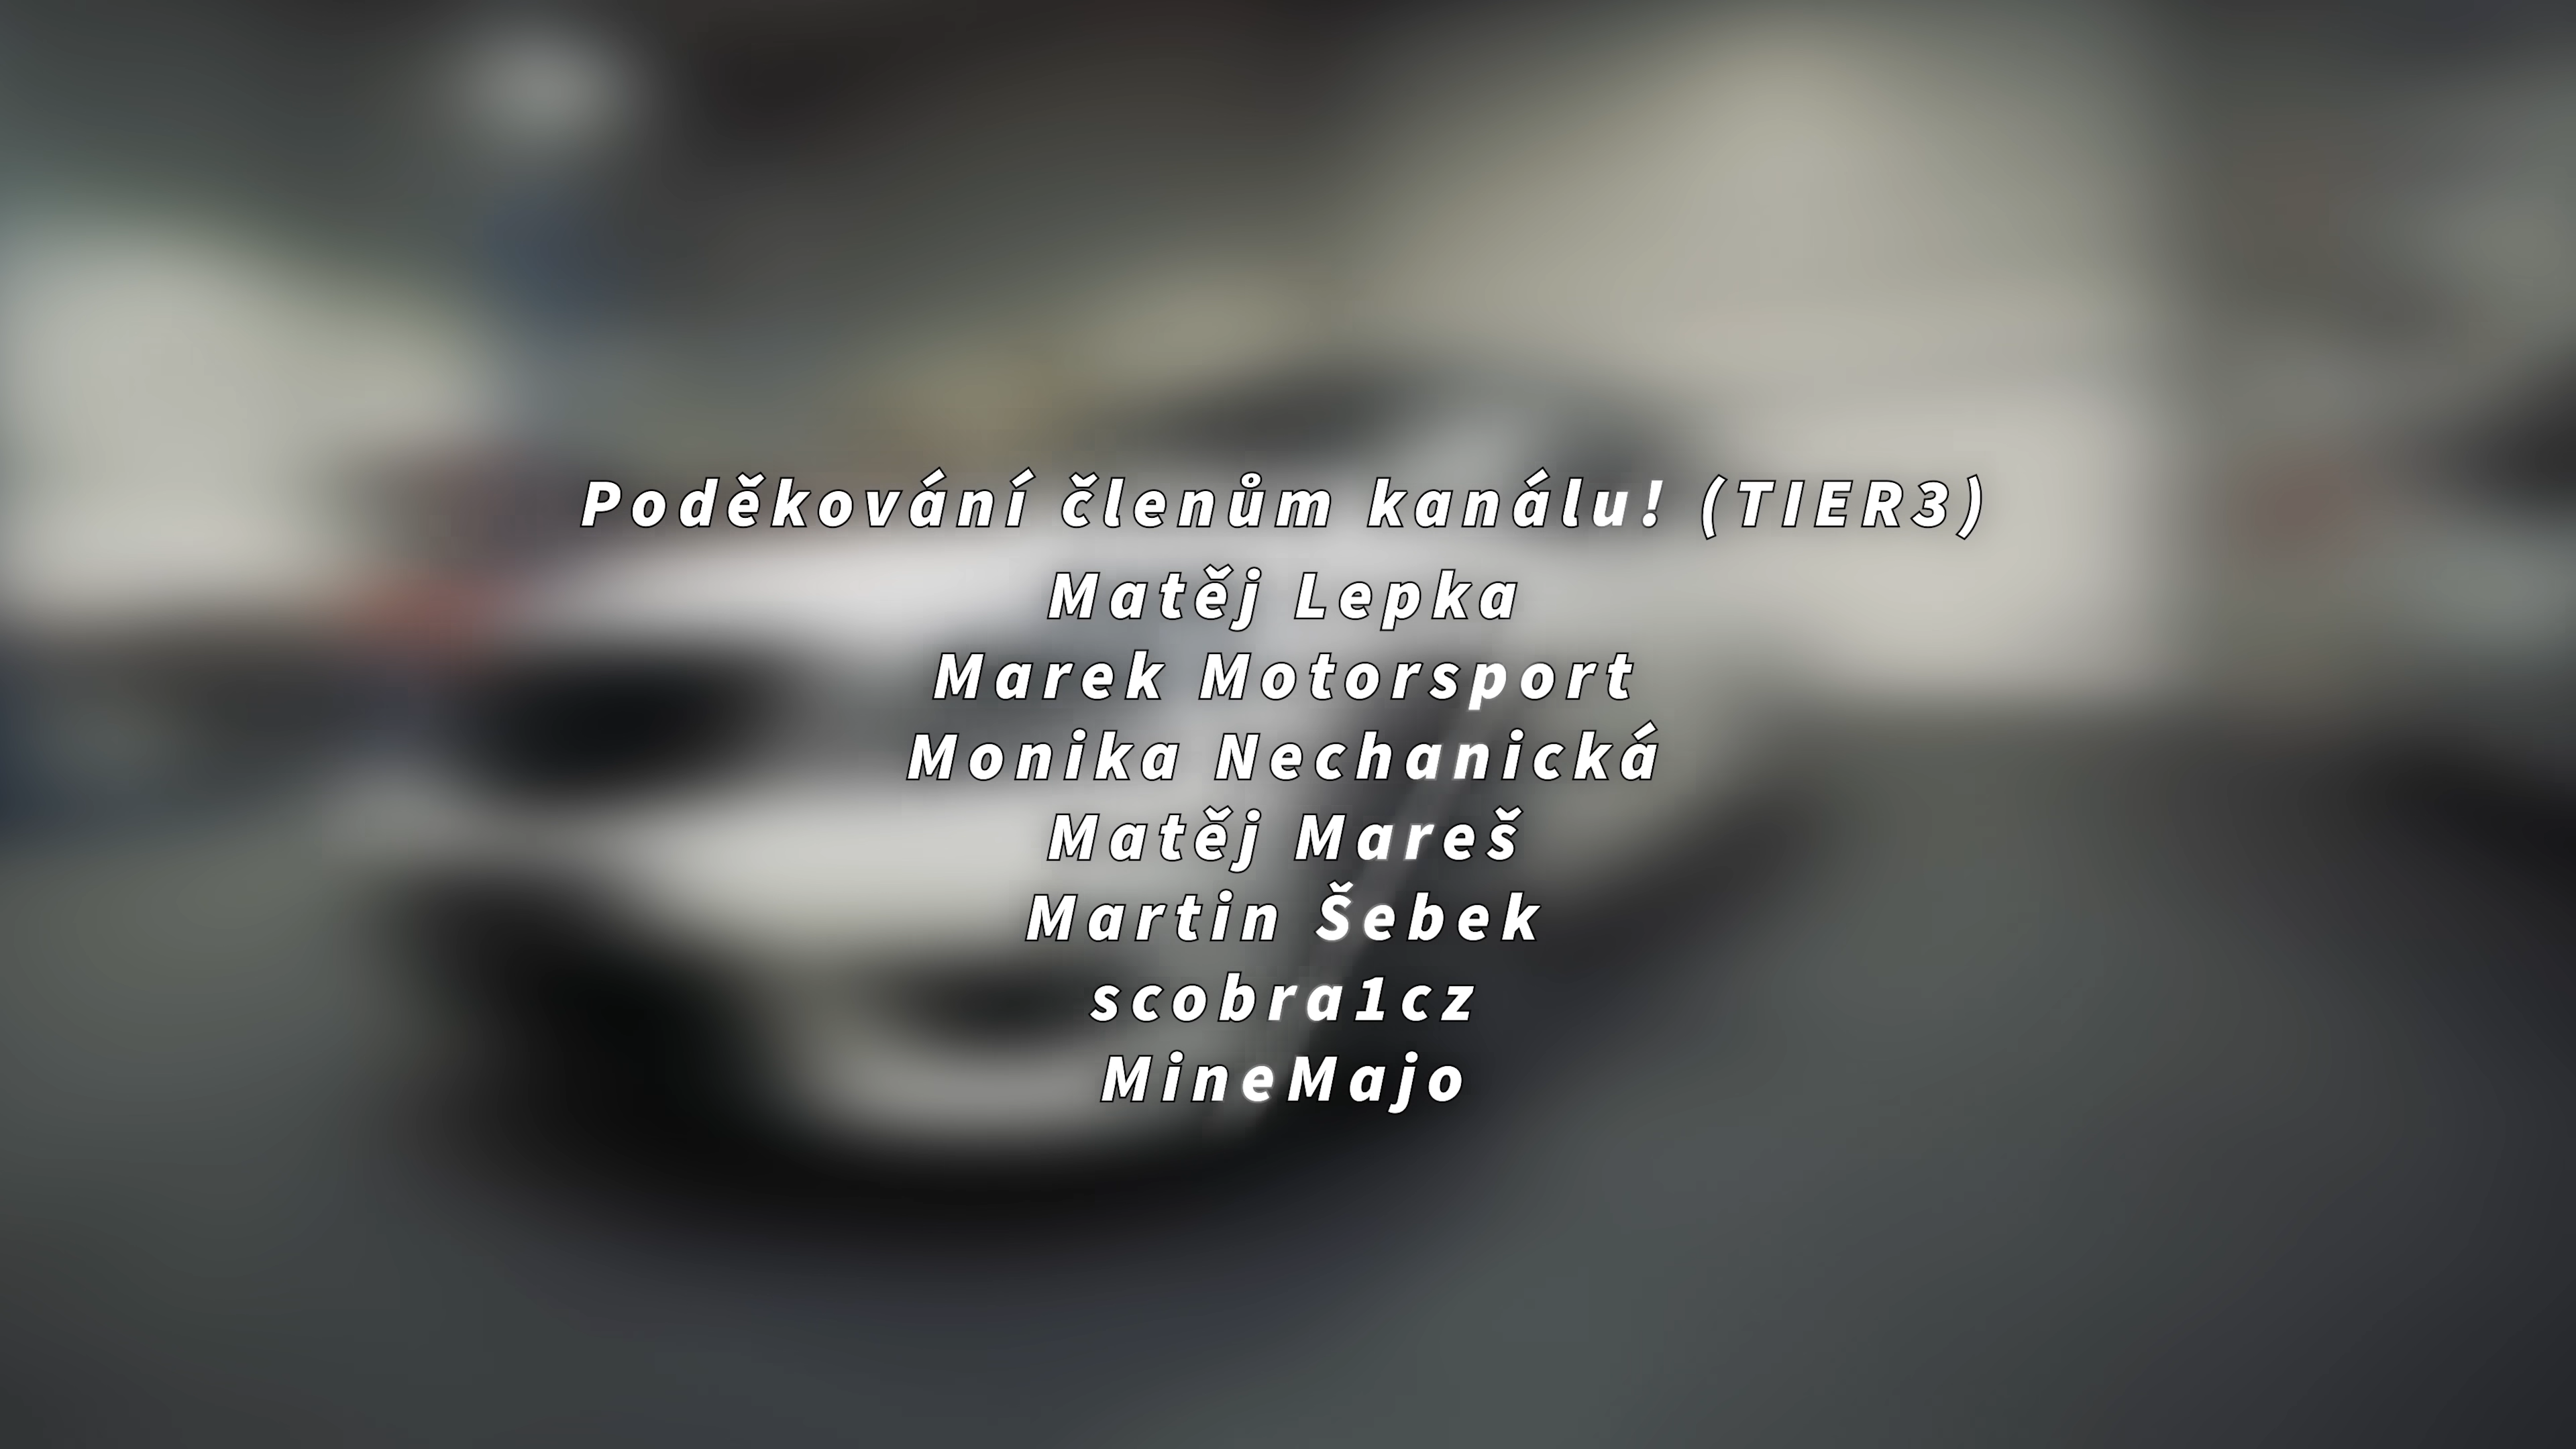 Poděkování členům kanálu! (TIER3)
Matěj Lepka
Marek Motorsport
Monika Nechanická
Matěj Mareš
Martin Šebek
scobra1cz
MineMajo